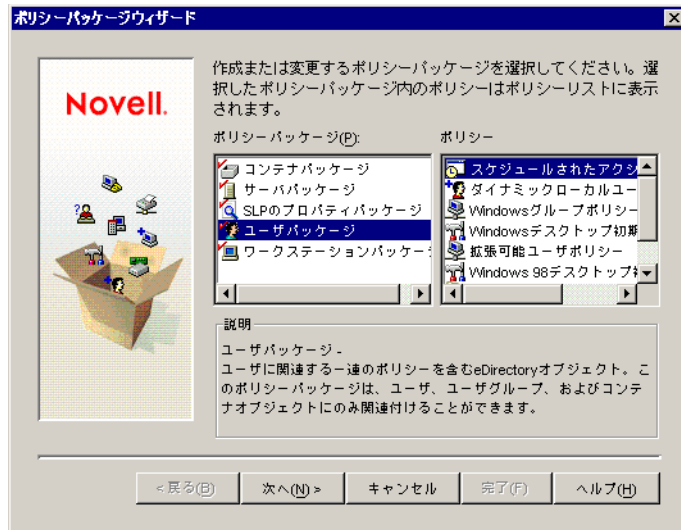 ポリシーパッケージウィザード
Novell.
作成または変更するポリシーパッケージを選択してください。選
択したポリシーパッケージ内のポリシーはポリシーリストに表示
されます。
ポリシーパッケージ(P):
ポリシー
コンテナパッケージ
サーバパッケージ
SLPのプロパティパッケージ
ユーザパッケージ
ワークステーションパッケー
スケジュールされたアクシ
ダイナミックローカルユー
Windowsグループポリシー
Windowsデスクトップ初期
拡張可能ユーザポリシー
Windows 98デスクトップ
説明
ユーザパッケージ -
ユーザに関連する一連のポリシーを含むeDirectoryオブジェクト。こ
のポリシーパッケージは、ユーザ、ユーザグループ、およびコンテ
ナオブジェクトにのみ関連付けることができます。
< 戻る(B)
次へ(N) >
キャンセル
完了(F)
ヘルプ(H)